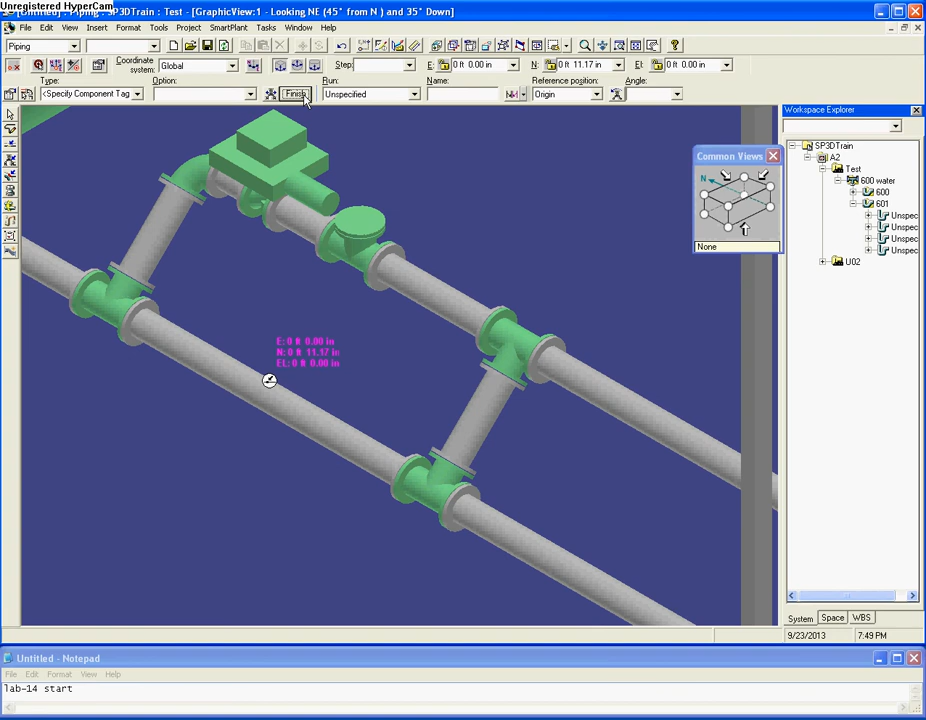 Unregistered HyperCam
SP3DTrain : Test - [GraphicView:1 - Looking NE (45° from N ) and 35° Down]
File Edit View Insert Format Tools Project SmartPlant Tasks Window Help
Piping
Coordinate system: Global Step: E: 0 ft 0.00 in N: 0 ft 11.17 in El: 0 ft 0.00 in
Type: Option: Run: Name: Reference position: Angle:
<Specify Component Tag Finish Unspecified Origin
Workspace Explorer
SP3DTrain
A2
Test
600 water
600
601
Unspec
Unspec
Unspec
Unspec
U02
Common Views
N
None
E: 0 ft 0.00 in
N: 0 ft 11.17 in
EL: 0 ft 0.00 in
System Space WBS
9/23/2013 7:49 PM
Untitled - Notepad
File Edit Format View Help
lab-14 start